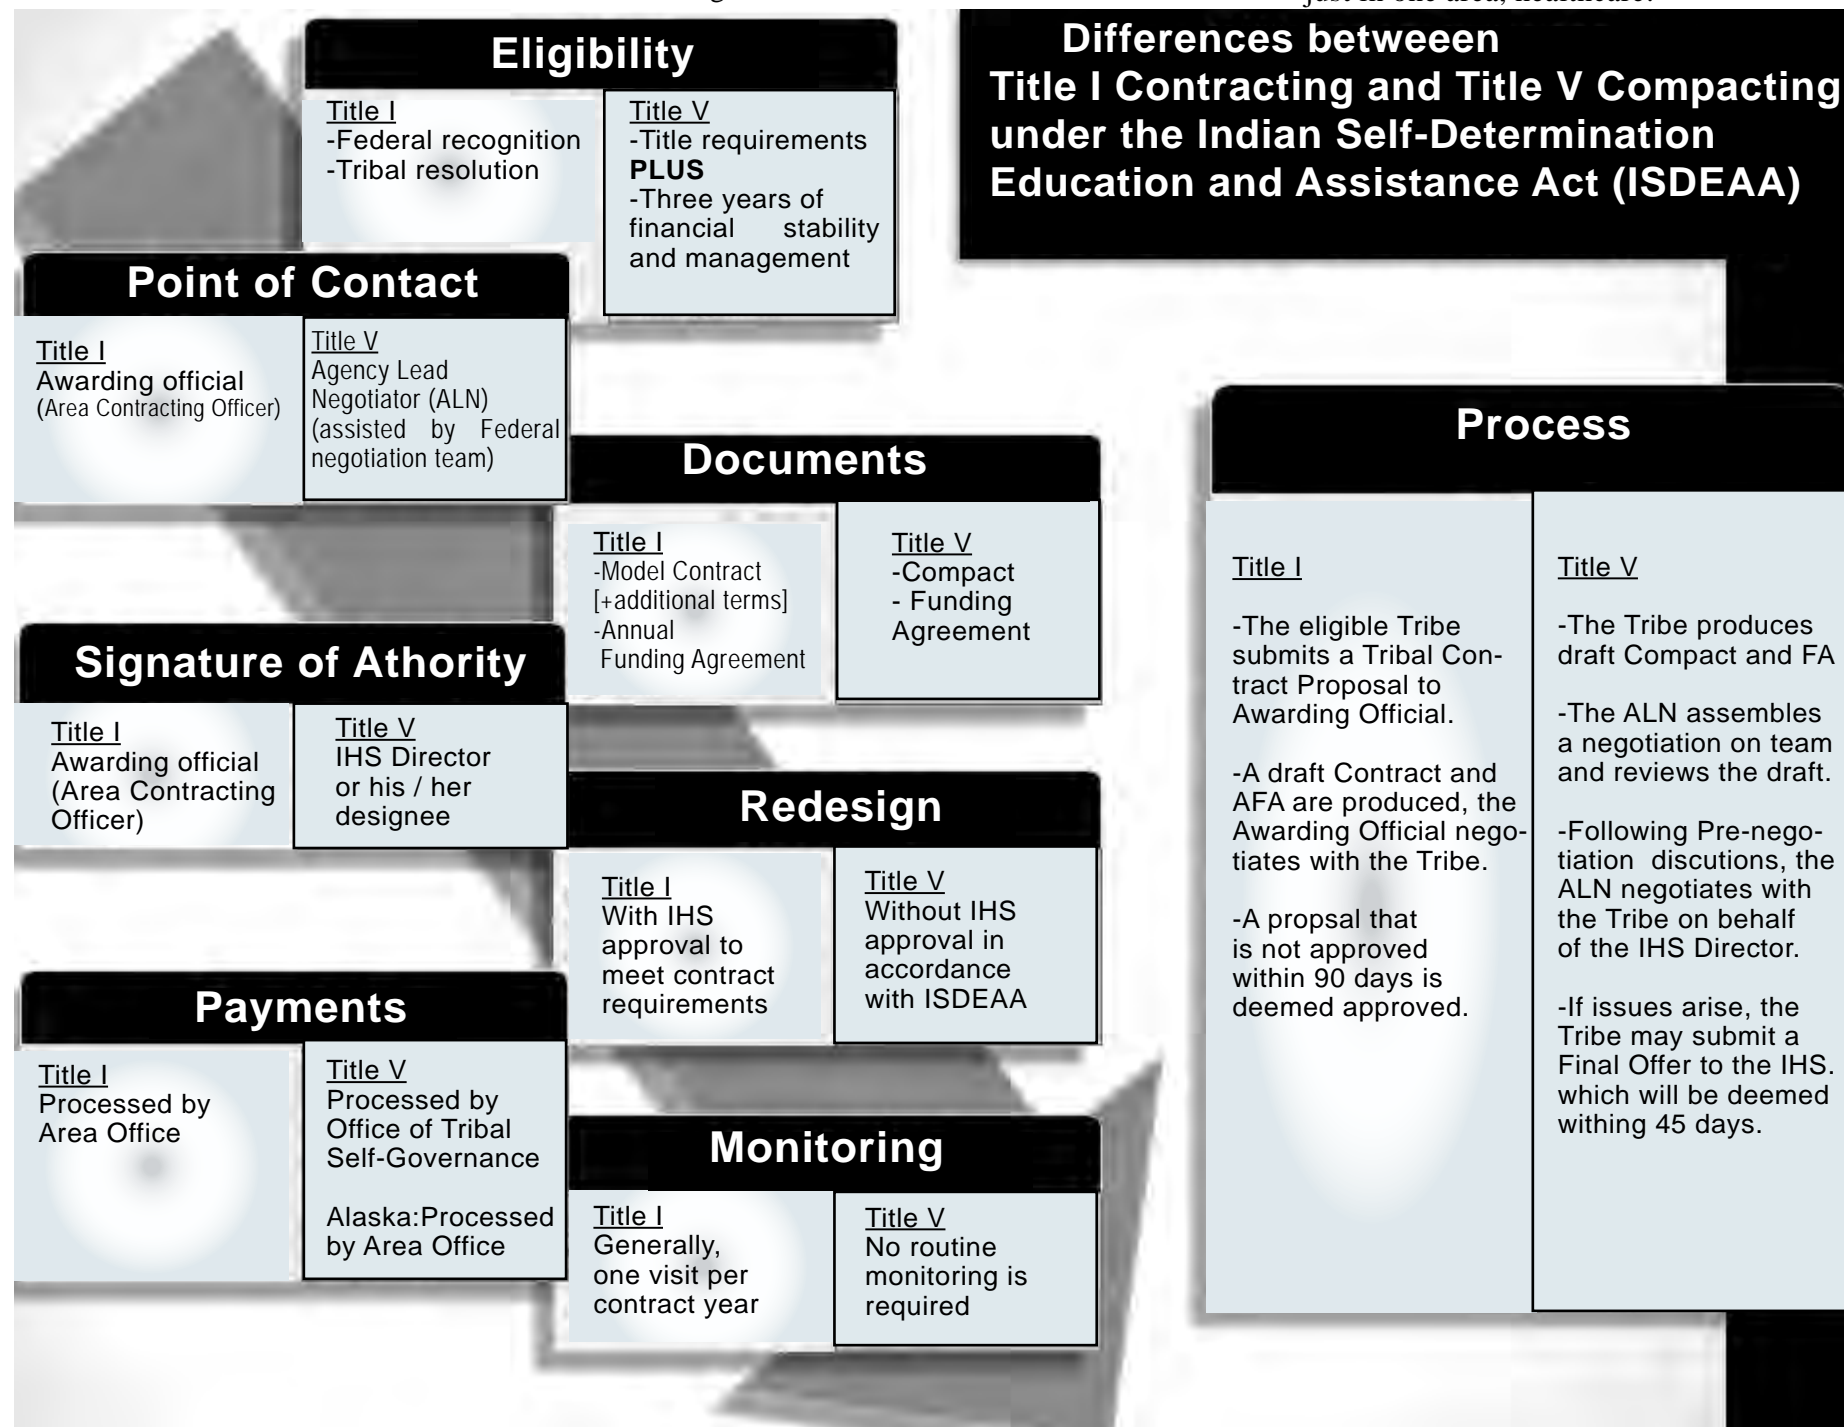 just in one area, healthcare.
Differences betweeen
Title I Contracting and Title V Compacting
under the Indian Self-Determination
Education and Assistance Act (ISDEAA)
Eligibility
Title I
-Federal recognition
-Tribal resolution
Title V
-Title requirements
PLUS
-Three years of
financial stability
and management
Point of Contact
Title I
Awarding official
(Area Contracting Officer)
Title V
Agency Lead
Negotiator (ALN)
(assisted by Federal
negotiation team)
Documents
Title I
-Model Contract
[+additional terms]
-Annual
Funding Agreement
Title V
-Compact
- Funding
Agreement
Signature of Athority
Title I
Awarding official
(Area Contracting
Officer)
Title V
IHS Director
or his / her
designee
Redesign
Title I
With IHS
approval to
meet contract
requirements
Title V
Without IHS
approval in
accordance
with ISDEAA
Payments
Title I
Processed by
Area Office
Title V
Processed by
Office of Tribal
Self-Governance
Alaska:Processed
by Area Office
Monitoring
Title I
Generally,
one visit per
contract year
Title V
No routine
monitoring is
required
Process
Title I
-The eligible Tribe
submits a Tribal Con-
tract Proposal to
Awarding Official.
-A draft Contract and
AFA are produced, the
Awarding Official nego-
tiates with the Tribe.
-A propsal that
is not approved
within 90 days is
deemed approved.
Title V
-The Tribe produces
draft Compact and FA
-The ALN assembles
a negotiation on team
and reviews the draft.
-Following Pre-nego-
tiation discutions, the
ALN negotiates with
the Tribe on behalf
of the IHS Director.
-If issues arise, the
Tribe may submit a
Final Offer to the IHS.
which will be deemed
withing 45 days.